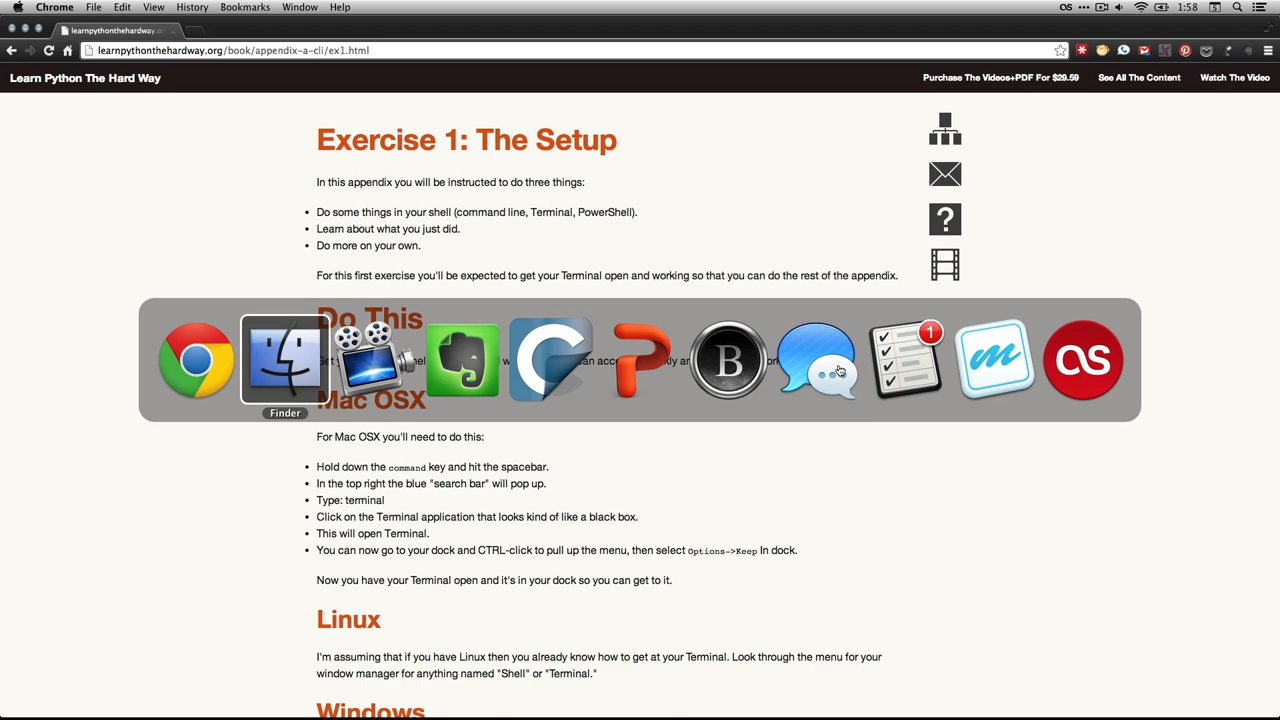 Chrome File Edit View History Bookmarks Window Help 1:58
learnpythonthehardway.org
learnpythonthehardway.org/book/appendix-a-cli/ex1.html
Learn Python The Hard Way Purchase The Videos+PDF For $29.59 See All The Content Watch The Video
Exercise 1: The Setup
In this appendix you will be instructed to do three things:
Do some things in your shell (command line, Terminal, PowerShell).
Learn about what you just did.
Do more on your own.
For this first exercise you'll be expected to get your Terminal open and working so that you can do the rest of the appendix.
Do This
1
B
Finder
Mac OSX
For Mac OSX you'll need to do this:
Hold down the command key and hit the spacebar.
In the top right the blue "search bar" will pop up.
Type: terminal
Click on the Terminal application that looks kind of like a black box.
This will open Terminal.
You can now go to your dock and CTRL-click to pull up the menu, then select Options->Keep In dock.
Now you have your Terminal open and it's in your dock so you can get to it.
Linux
I'm assuming that if you have Linux then you already know how to get at your Terminal. Look through the menu for your
window manager for anything named "Shell" or "Terminal."
Windows